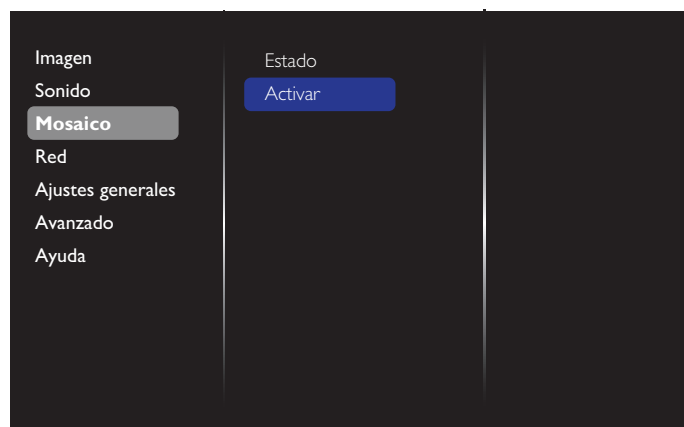 Imagen
Sonido
Mosaico
Red
Ajustes generales
Avanzado
Ayuda
Estado
Activar